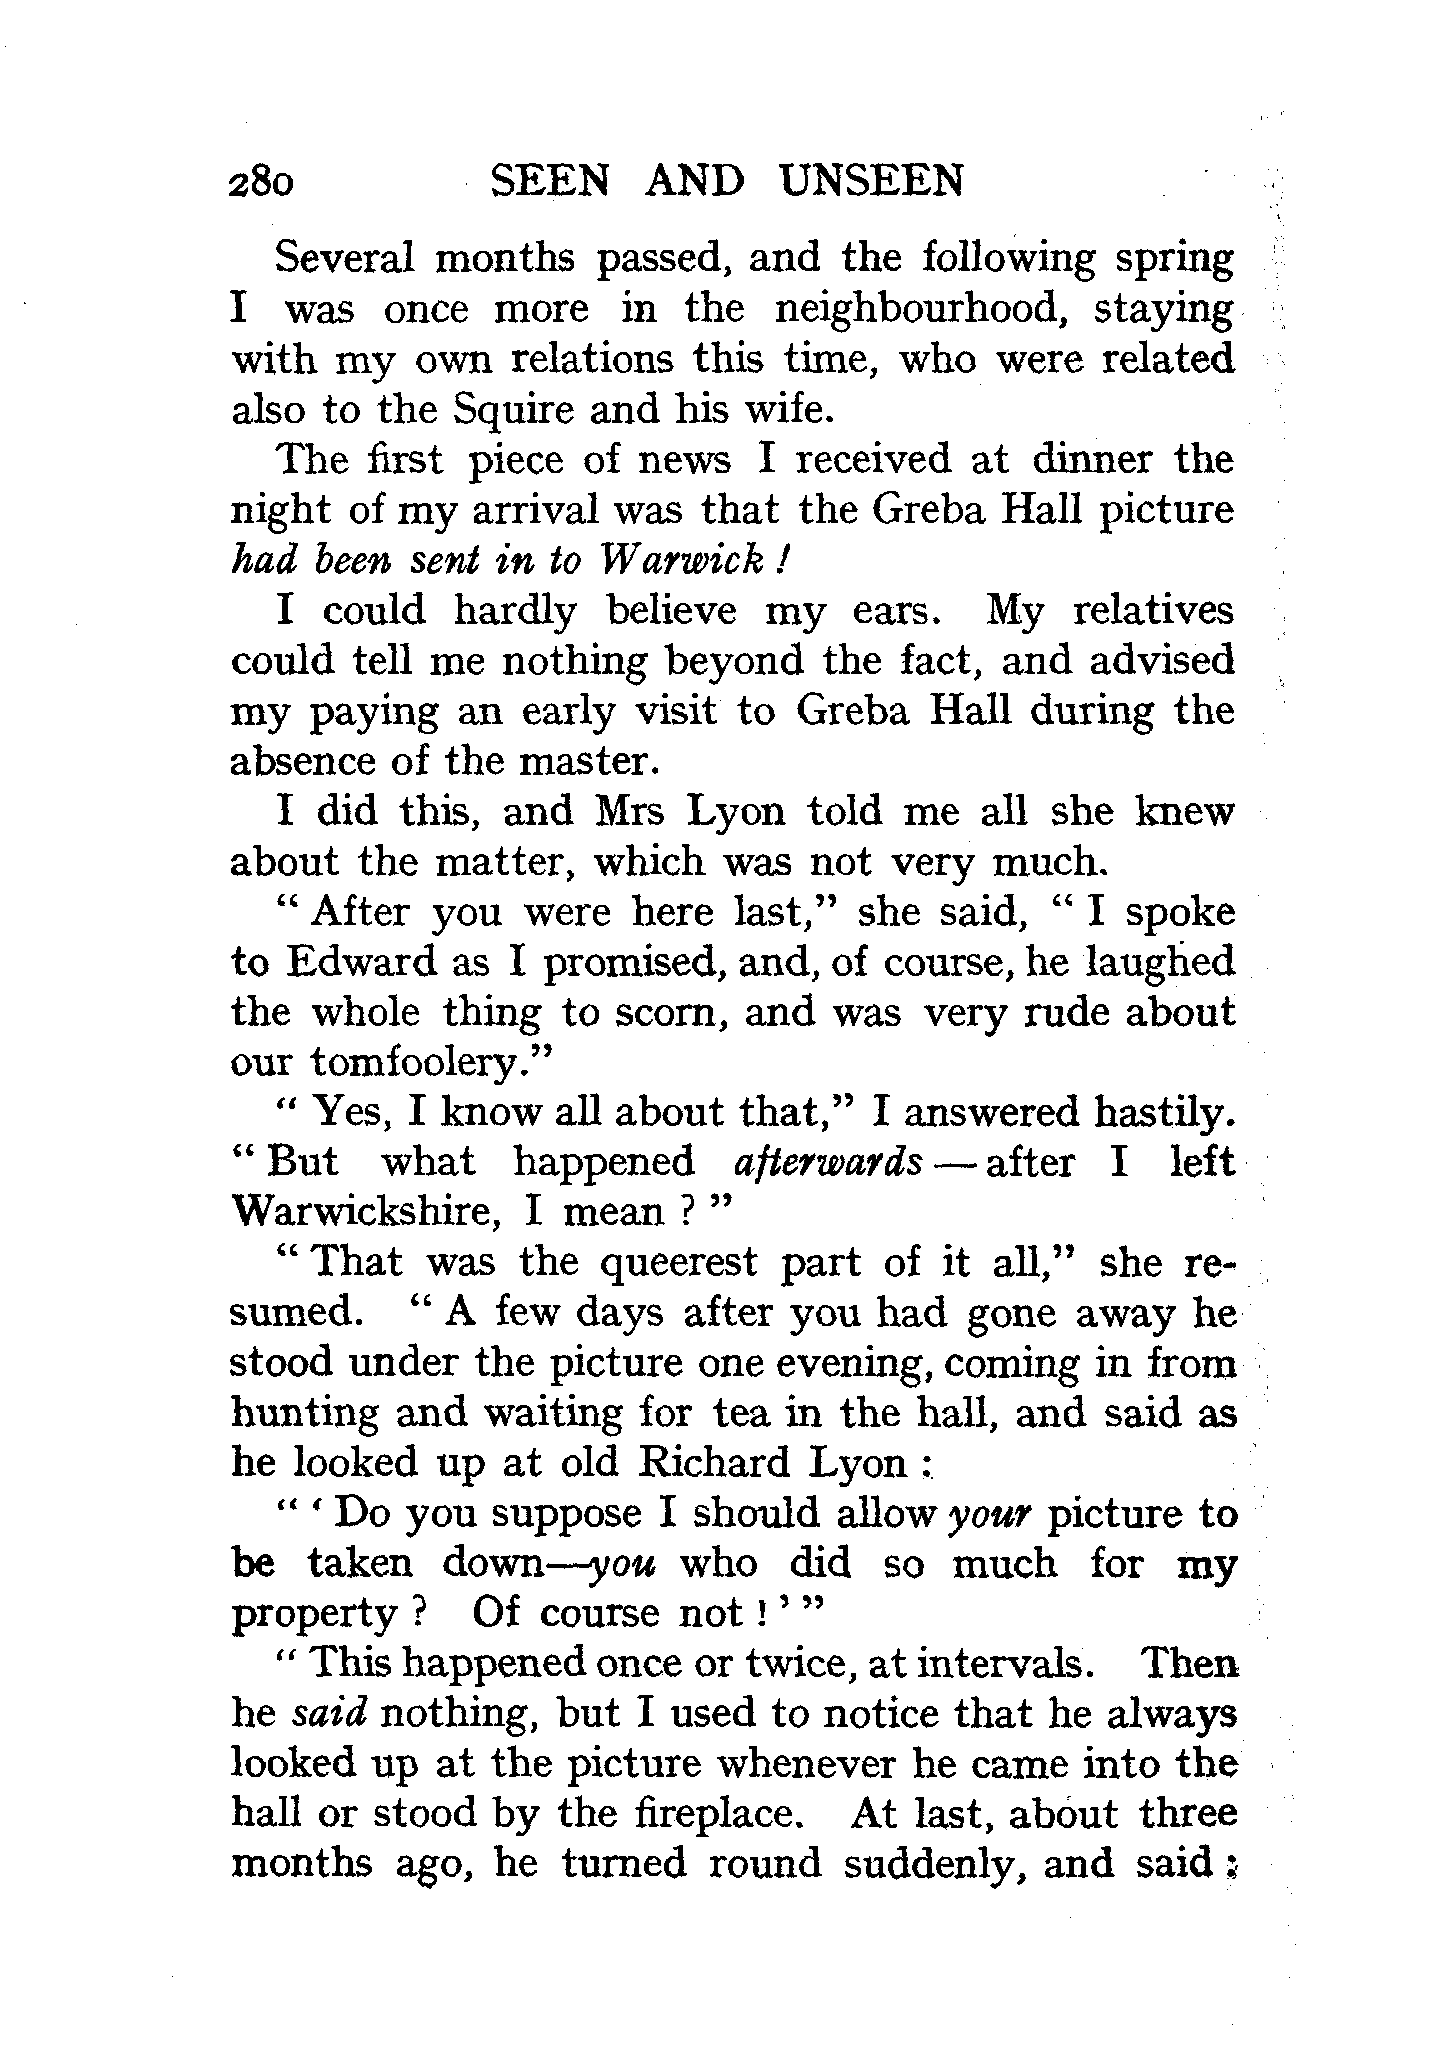 280 SEEN AND UNSEEN
Several months passed, and the following spring
I was once more in the neighbourhood, staying
with my own relations this time, who were related
also to the Squire and his wife.
The first piece of news I received at dinner the
night of my arrival was that the Greba Hall picture
had been sent in to Warwick !
I could hardly believe my ears. My relatives
could tell me nothing beyond the fact, and advised
my paying an early visit to Greba Hall during the
absence of the master.
I did this, and Mrs Lyon told me all she knew
about the matter, which was not very much.
“ After you were here last,” she said, “ I spoke
to Edward as I promised, and, of course, he laughed
the whole thing to scorn, and was very rude about
our tomfoolery.”
“ Yes, I know all about that,” I answered hastily.
“ But what happened afterwards — after I left
Warwickshire, I mean ? ”
“ That was the queerest part of it all,” she re-
sumed. “ A few days after you had gone away he
stood under the picture one evening, coming in from
hunting and waiting for tea in the hall, and said as
he looked up at old Richard Lyon :
“ ‘ Do you suppose I should allow your picture to
be taken down—you who did so much for my
property ? Of course not ! ’ ”
“ This happened once or twice, at intervals. Then
he said nothing, but I used to notice that he always
looked up at the picture whenever he came into the
hall or stood by the fireplace. At last, about three
months ago, he turned round suddenly, and said :